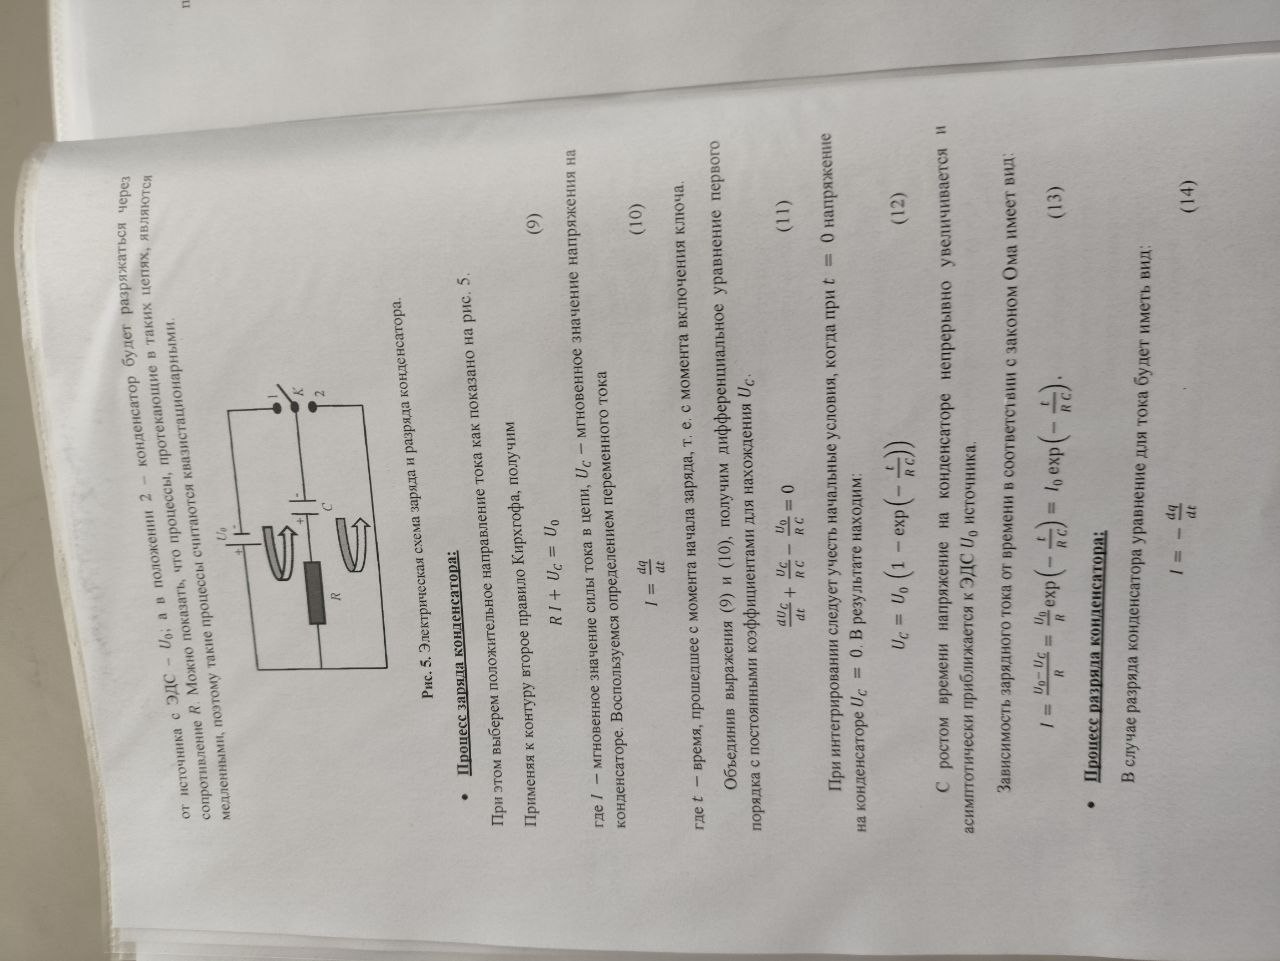 от источника с ЭДС – U₀; а в положении 2 – конденсатор будет разряжаться через
сопротивление R. Можно показать, что процессы, протекающие в таких цепях, являются
медленными, поэтому такие процессы считаются квазистационарными.
U₀
+ -
1
K
2
+ -
C
R
Рис. 5. Электрическая схема заряда и разряда конденсатора.
• Процесс заряда конденсатора:
При этом выберем положительное направление тока как показано на рис. 5.
Применяя к контуру второе правило Кирхгофа, получим
R I + U_C = U₀ (9)
где I – мгновенное значение силы тока в цепи, U_C – мгновенное значение напряжения на
конденсаторе. Воспользуемся определением переменного тока
I = dq/dt (10)
где t – время, прошедшее с момента начала заряда, т. е. с момента включения ключа.
Объединив выражения (9) и (10), получим дифференциальное уравнение первого
порядка с постоянными коэффициентами для нахождения U_C.
dU_C/dt + U_C/(R C) − U₀/(R C) = 0 (11)
При интегрировании следует учесть начальные условия, когда при t = 0 напряжение
на конденсаторе U_C = 0. В результате находим:
U_C = U₀ (1 − exp(− t/(R C))) (12)
С ростом времени напряжение на конденсаторе непрерывно увеличивается и
асимптотически приближается к ЭДС U₀ источника.
Зависимость зарядного тока от времени в соответствии с законом Ома имеет вид:
I = (U₀−U_C)/R = U₀/R exp(− t/(R C)) = I₀ exp(− t/(R C)), (13)
• Процесс разряда конденсатора:
В случае разряда конденсатора уравнение для тока будет иметь вид:
I = − dq/dt (14)